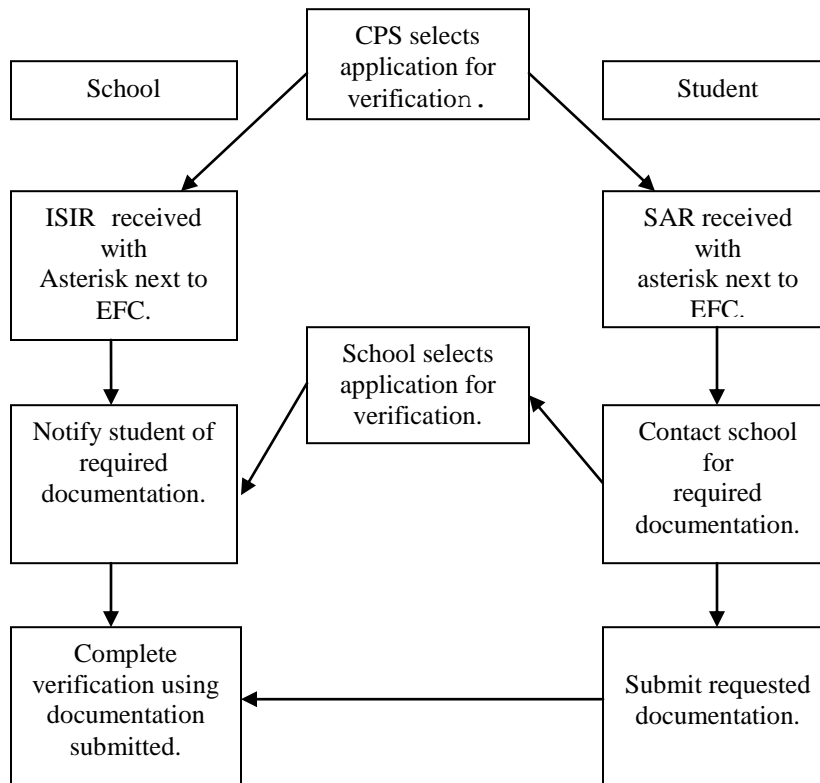 CPS selects
application for
verification.
School
Student
ISIR received
with
Asterisk next to
EFC.
SAR received
with
asterisk next to
EFC.
School selects
application for
verification.
Notify student of
required
documentation.
Contact school
for
required
documentation.
Complete
verification using
documentation
submitted.
Submit requested
documentation.